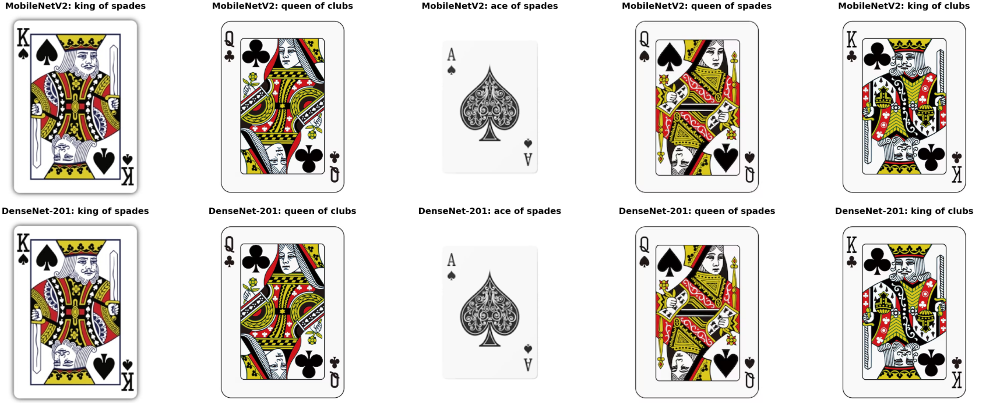 MobileNetV2: king of spades
MobileNetV2: queen of clubs
MobileNetV2: ace of spades
MobileNetV2: queen of spades
MobileNetV2: king of clubs
K
Q
A
Q
K
K
Q
A
Q
K
DenseNet-201: king of spades
DenseNet-201: queen of clubs
DenseNet-201: ace of spades
DenseNet-201: queen of spades
DenseNet-201: king of clubs
K
Q
A
Q
K
K
Q
A
Q
K